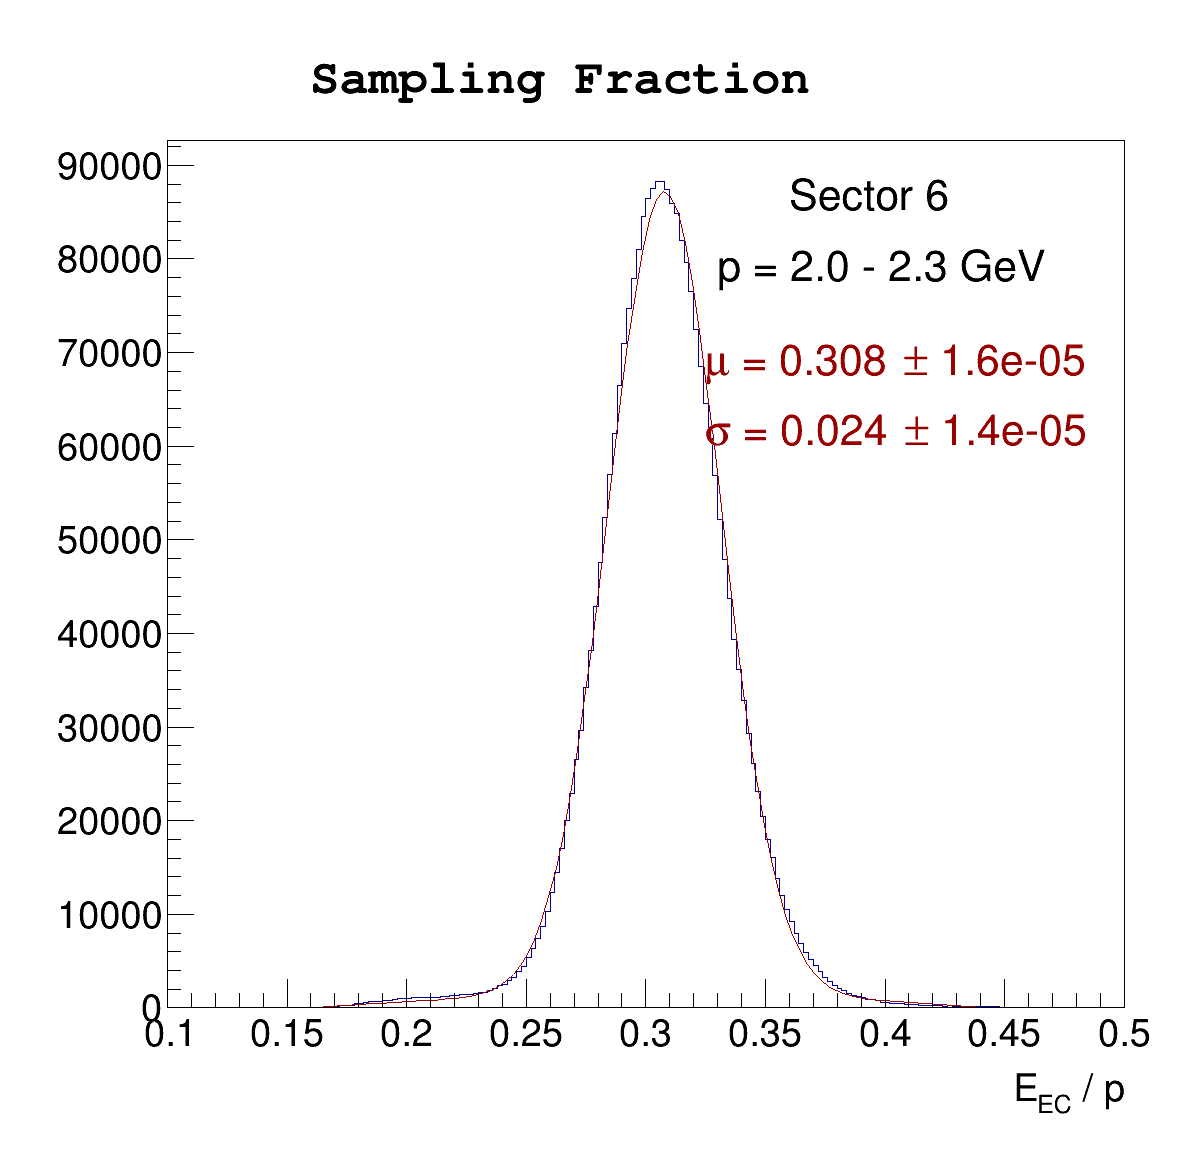 Sampling Fraction
90000
80000
70000
60000
50000
40000
30000
20000
10000
0
Sector 6
p = 2.0 - 2.3 GeV
μ = 0.308 ± 1.6e-05
σ = 0.024 ± 1.4e-05
0.1 0.15 0.2 0.25 0.3 0.35 0.4 0.45 0.5
E_EC / p